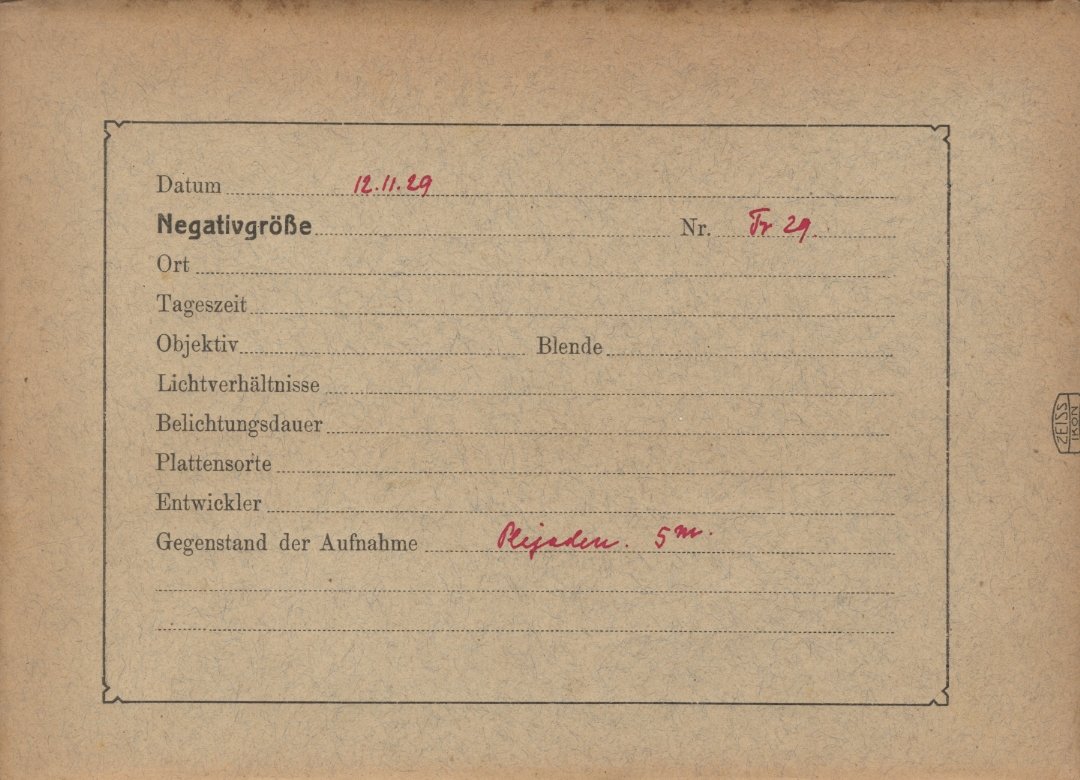 Datum 12.11.29
Negativgröße Nr. Tr 29.
Ort
Tageszeit
Objektiv Blende
Lichtverhältnisse
Belichtungsdauer
Plattensorte
Entwickler
Gegenstand der Aufnahme Plejaden. 5m.
ZEISS
IKON